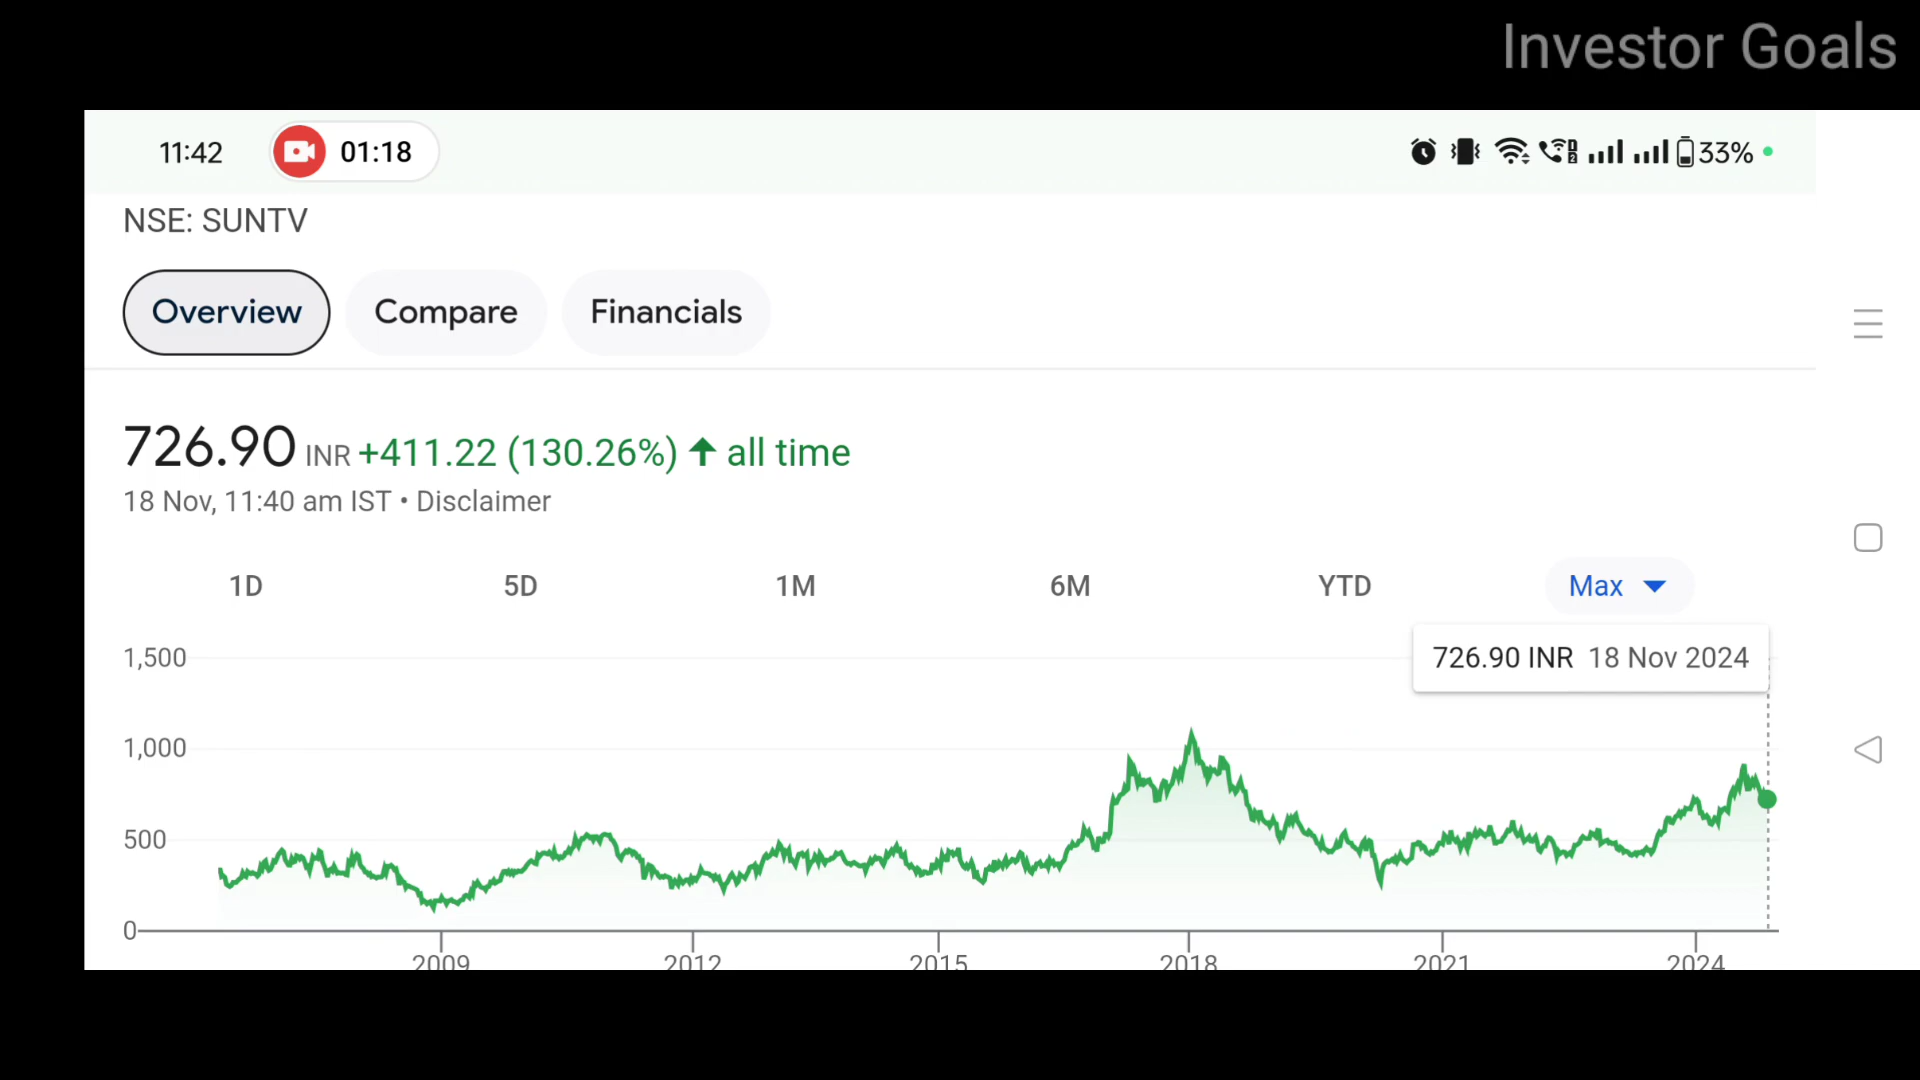 Investor Goals
11:42 01:18 33%
NSE: SUNTV
Overview Compare Financials
726.90 INR +411.22 (130.26%) ↑ all time
18 Nov, 11:40 am IST • Disclaimer
1D 5D 1M 6M YTD Max
726.90 INR 18 Nov 2024
1,500
1,000
500
0
2009 2012 2015 2018 2021 2024